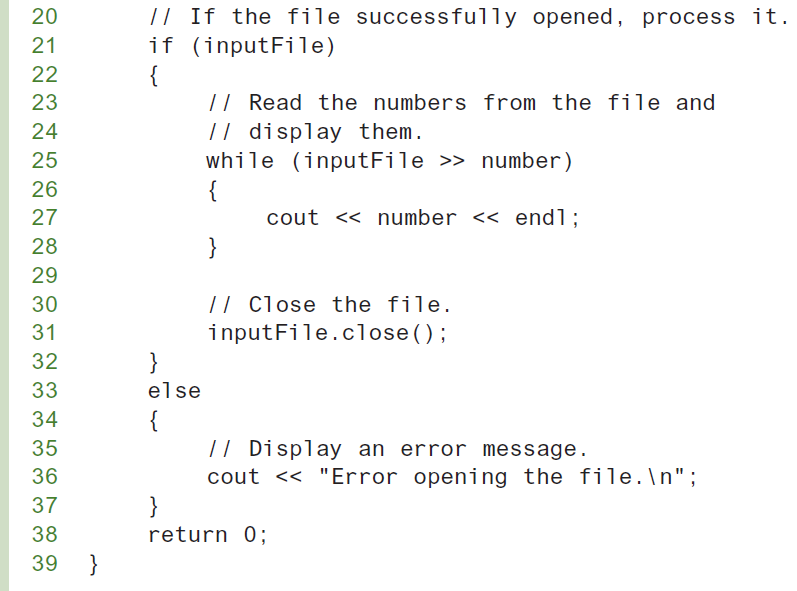 20 // If the file successfully opened, process it.
21 if (inputFile)
22 {
23 // Read the numbers from the file and
24 // display them.
25 while (inputFile >> number)
26 {
27 cout << number << endl;
28 }
29
30 // Close the file.
31 inputFile.close();
32 }
33 else
34 {
35 // Display an error message.
36 cout << "Error opening the file.\n";
37 }
38 return 0;
39 }